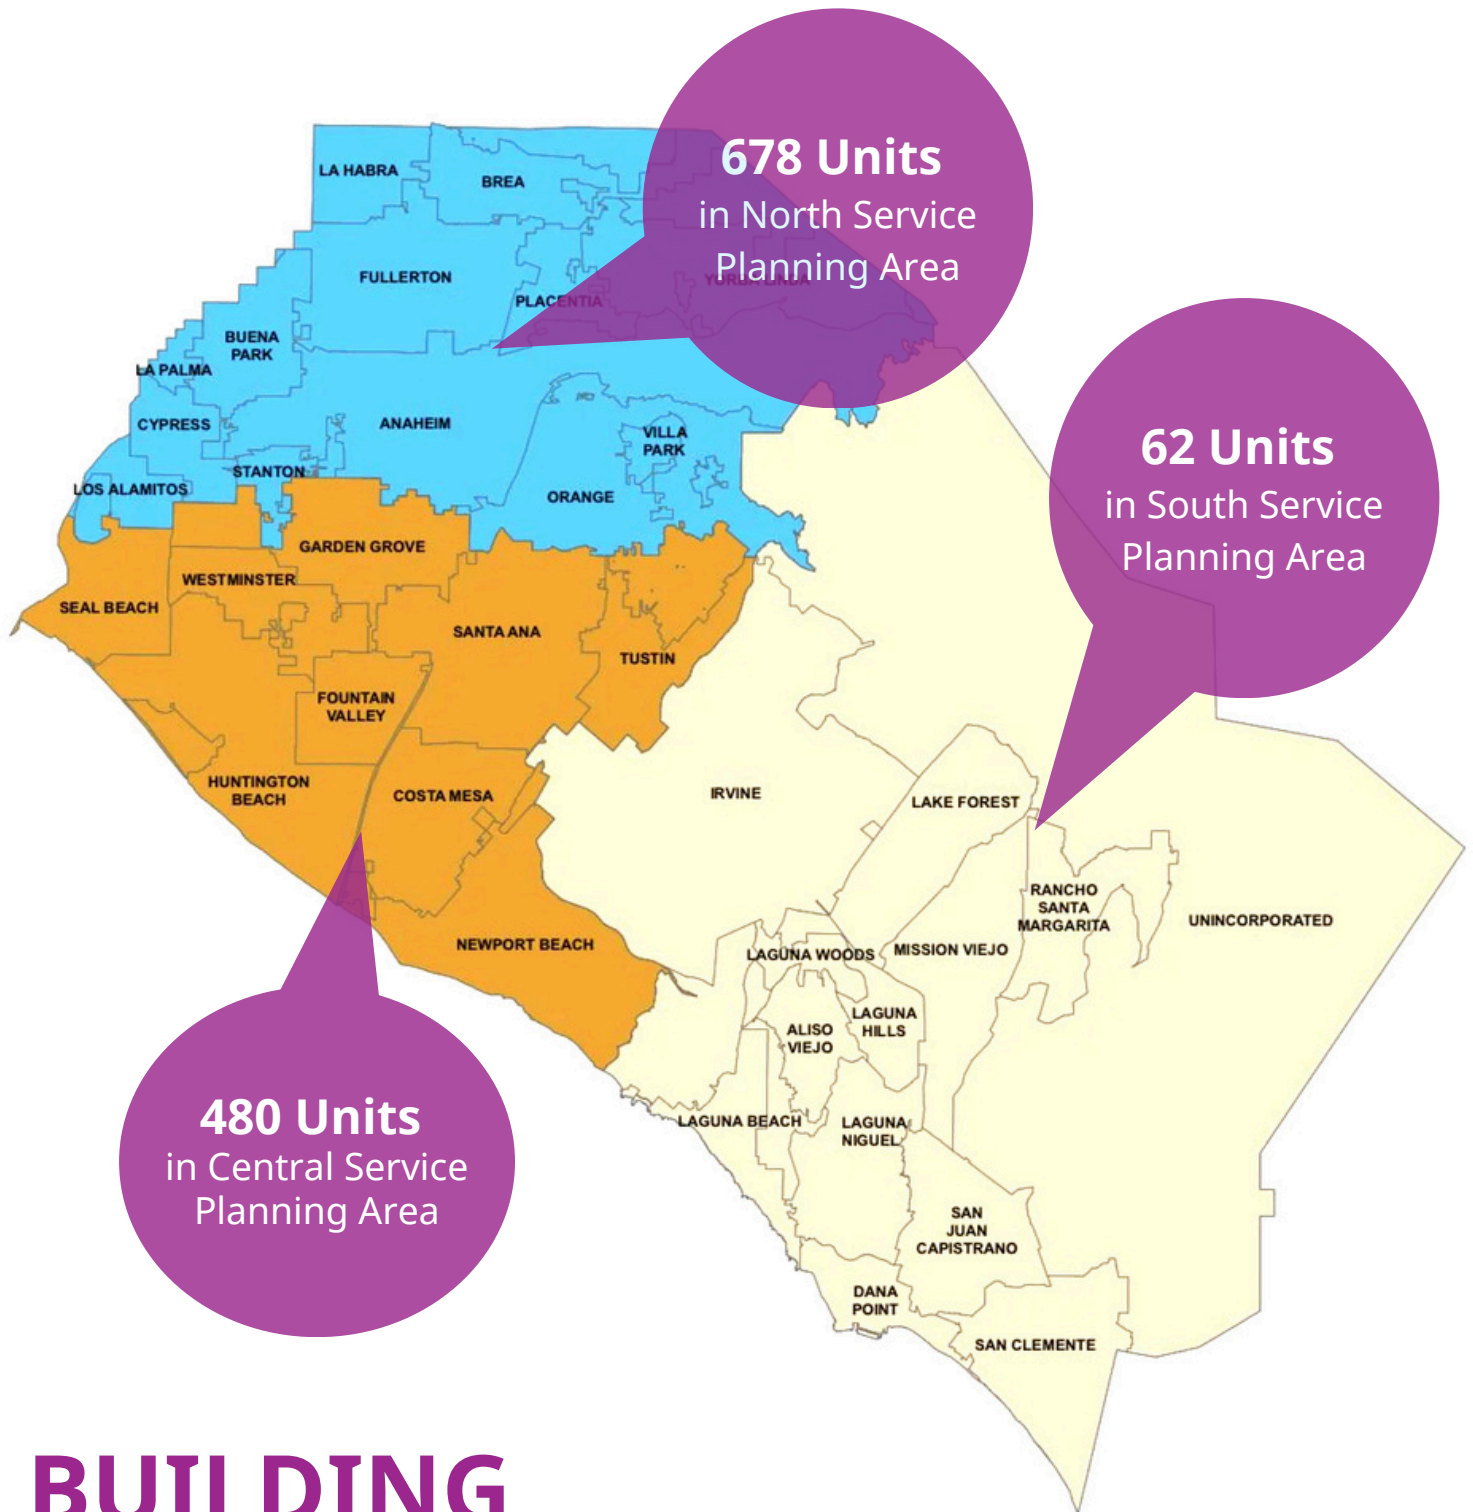 678 Units
in North Service
Planning Area
LA HABRA
BREA
FULLERTON
PLACENTIA
YORBA LINDA
BUENA
PARK
LA PALMA
CYPRESS
ANAHEIM
VILLA
PARK
STANTON
LOS ALAMITOS
ORANGE
62 Units
in South Service
Planning Area
GARDEN GROVE
WESTMINSTER
SEAL BEACH
SANTA ANA
TUSTIN
FOUNTAIN
VALLEY
HUNTINGTON
BEACH
COSTA MESA
IRVINE
LAKE FOREST
RANCHO
SANTA
MARGARITA
UNINCORPORATED
NEWPORT BEACH
LAGUNA WOODS
MISSION VIEJO
LAGUNA
HILLS
ALISO
VIEJO
480 Units
in Central Service
Planning Area
LAGUNA BEACH
LAGUNA
NIGUEL
SAN
JUAN
CAPISTRANO
DANA
POINT
SAN CLEMENTE
BUILDING